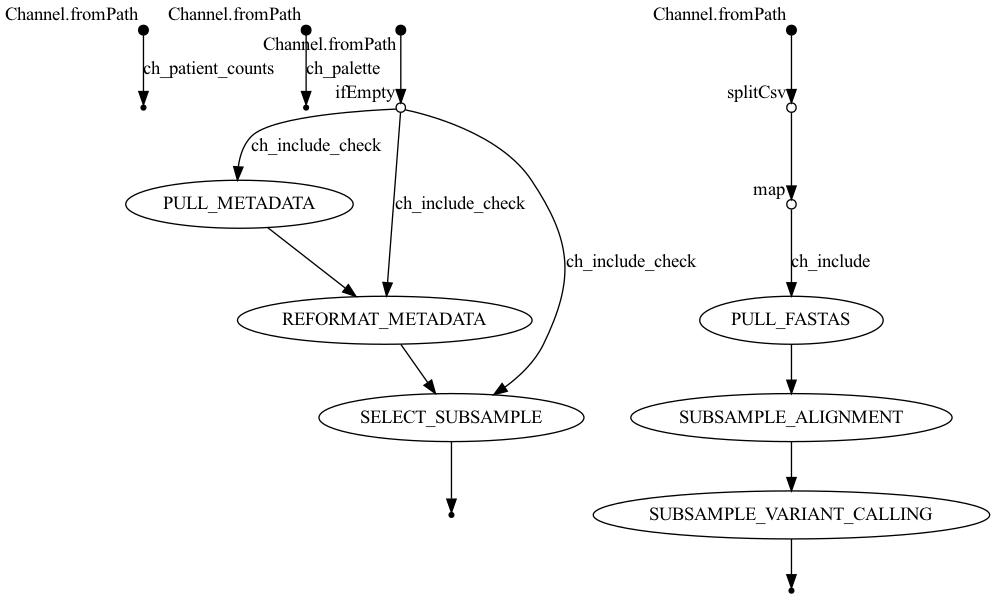 Channel.fromPath
Channel.fromPath
Channel.fromPath
Channel.fromPath
ch_patient_counts
ch_palette
ifEmpty
splitCsv
ch_include_check
PULL_METADATA
ch_include_check
map
ch_include_check
ch_include
REFORMAT_METADATA
PULL_FASTAS
SELECT_SUBSAMPLE
SUBSAMPLE_ALIGNMENT
SUBSAMPLE_VARIANT_CALLING